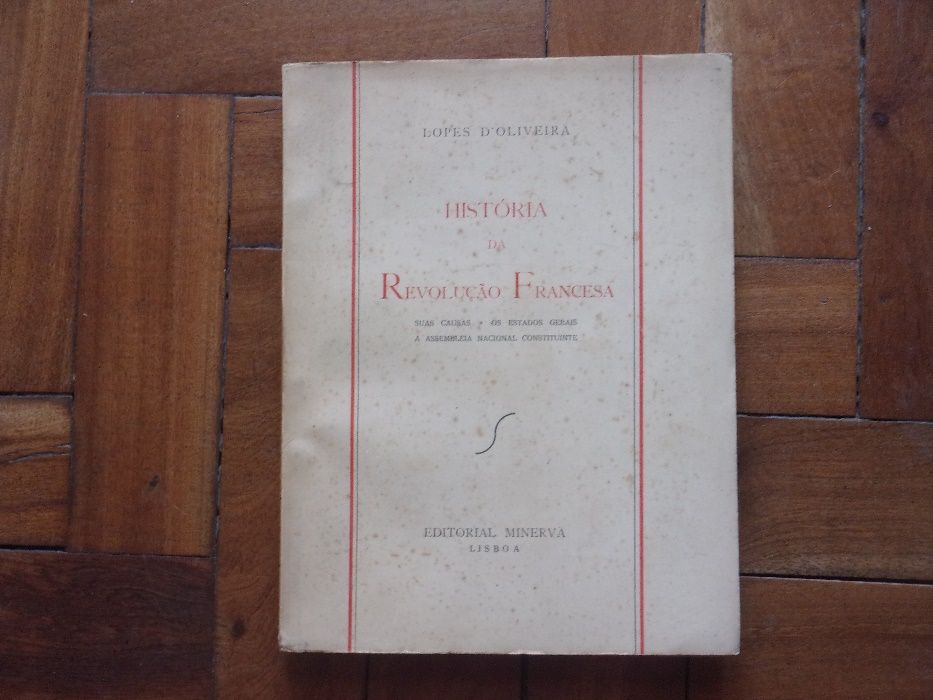 LOPES D'OLIVEIRA
HISTÓRIA
DA
REVOLUÇÃO FRANCESA
SUAS CAUSAS • OS ESTADOS GERAIS
A ASSEMBLEIA NACIONAL CONSTITUINTE
EDITORIAL MINERVA
LISBOA